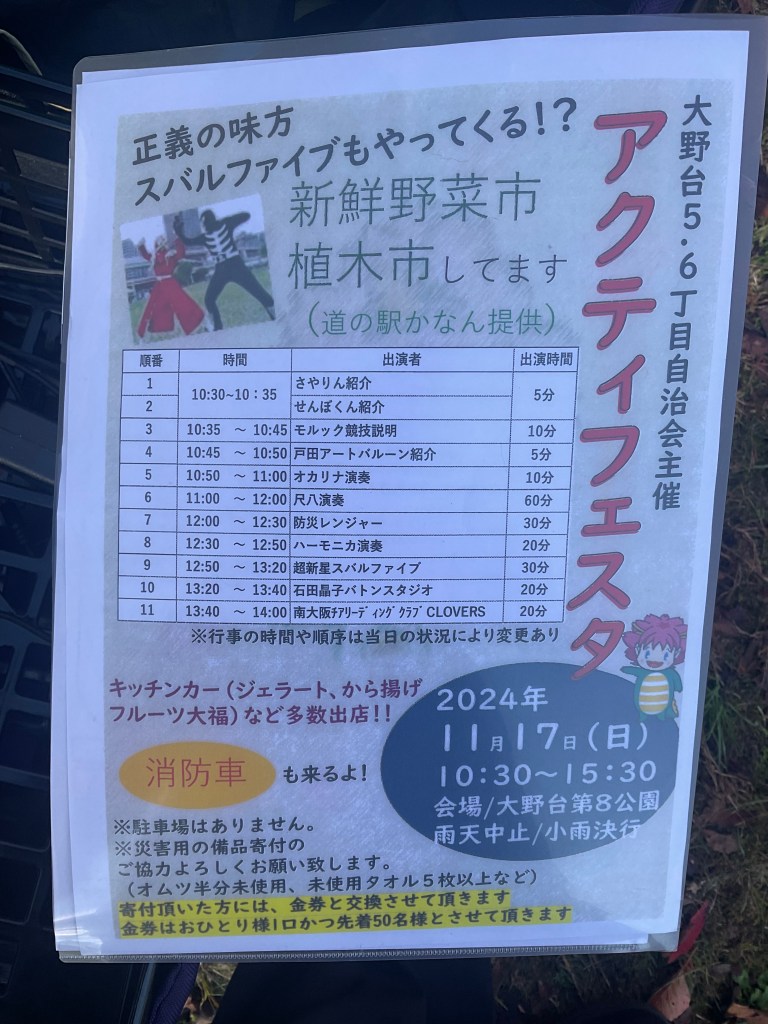 大野台5・6丁目自治会主催
アクティフェスタ
正義の味方
スバルファイブもやってくる!?
新鮮野菜市
植木市してます
(道の駅かなん提供)
順番 時間 出演者 出演時間
1 10:30~10:35 さやりん紹介 5分
2 せんぼくん紹介
3 10:35 ～ 10:45 モルック競技説明 10分
4 10:45 ～ 10:50 戸田アートバルーン紹介 5分
5 10:50 ～ 11:00 オカリナ演奏 10分
6 11:00 ～ 12:00 尺八演奏 60分
7 12:00 ～ 12:30 防災レンジャー 30分
8 12:30 ～ 12:50 ハーモニカ演奏 20分
9 12:50 ～ 13:20 超新星スバルファイブ 30分
10 13:20 ～ 13:40 石田晶子バトンスタジオ 20分
11 13:40 ～ 14:00 南大阪ﾁｱﾘｰﾃﾞｨﾝｸﾞｸﾗﾌﾞCLOVERS 20分
※行事の時間や順序は当日の状況により変更あり
キッチンカー(ジェラート、から揚げ
フルーツ大福)など多数出店!!
消防車も来るよ!
2024年
11月17日(日)
10:30～15:30
会場/大野台第8公園
雨天中止/小雨決行
※駐車場はありません。
※災害用の備品寄付の
ご協力よろしくお願い致します。
(オムツ半分未使用、未使用タオル5枚以上など)
寄付頂いた方には、金券と交換させて頂きます
金券はおひとり様1口かつ先着50名様とさせて頂きます